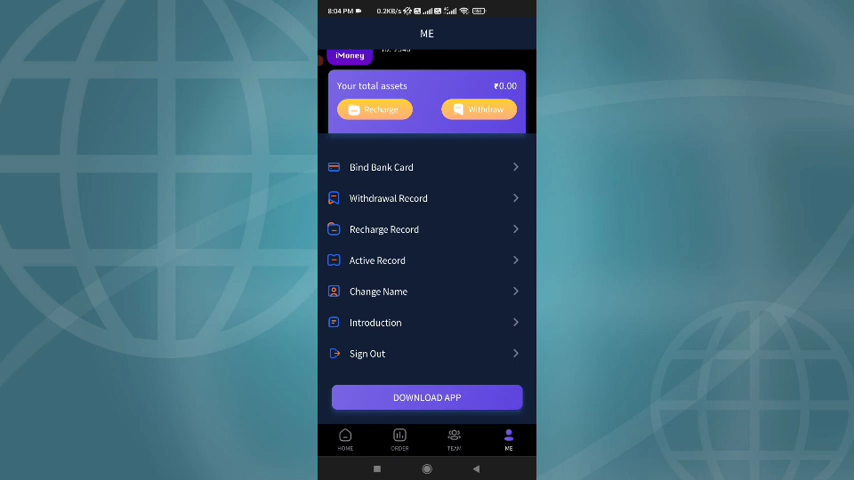 8:04 PM 0.2KB/s
ME
iMoney
Your total assets ₹0.00
Recharge Withdraw
Bind Bank Card
Withdrawal Record
Recharge Record
Active Record
Change Name
Introduction
Sign Out
DOWNLOAD APP
HOME ORDER TEAM ME